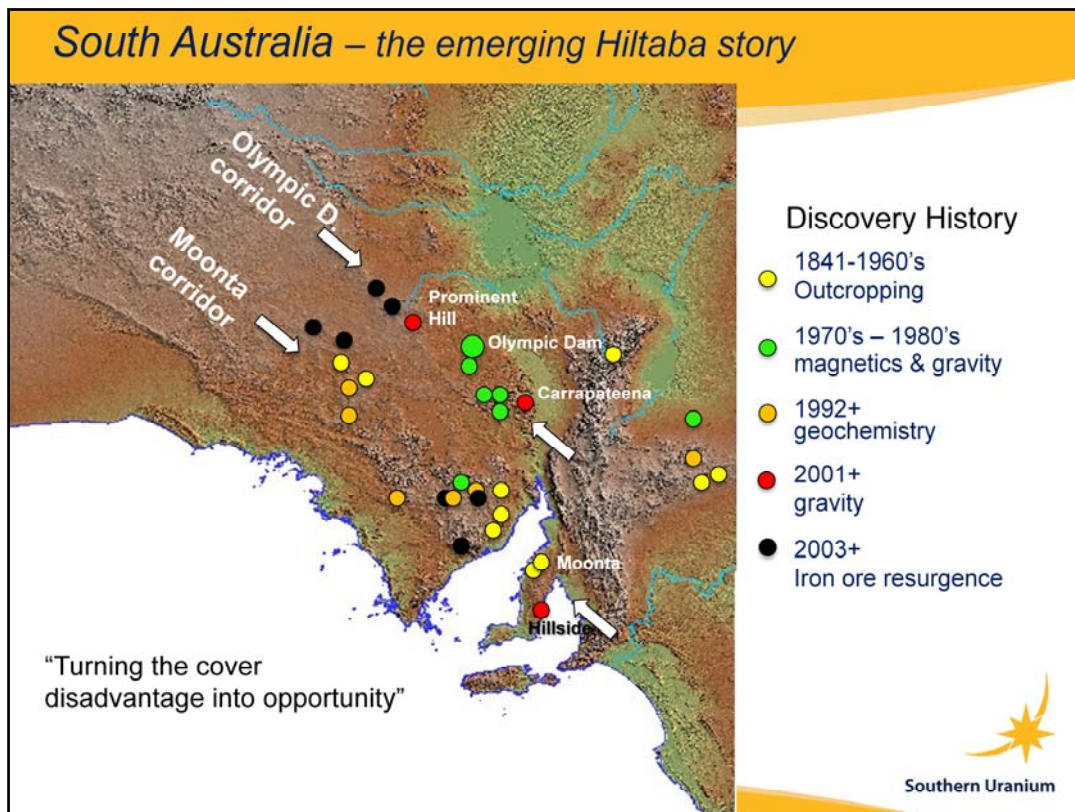 South Australia – the emerging Hiltaba story
Olympic D.
corridor
Moonta
corridor
Prominent
Hill
Olympic Dam
Carrapateena
Moonta
Hillside
"Turning the cover
disadvantage into opportunity"
Discovery History
1841-1960's
Outcropping
1970's – 1980's
magnetics & gravity
1992+
geochemistry
2001+
gravity
2003+
Iron ore resurgence
Southern Uranium